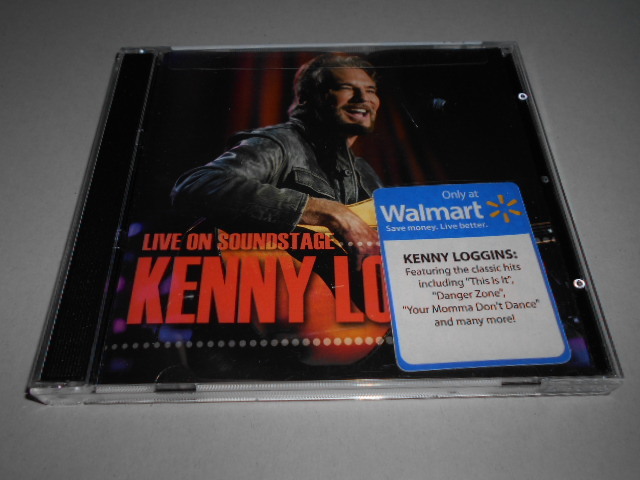 LIVE ON SOUNDSTAGE
KENNY LO
Only at
Walmart
Save money. Live better.
KENNY LOGGINS:
Featuring the classic hits
including "This Is It",
"Danger Zone",
"Your Momma Don't Dance"
and many more!